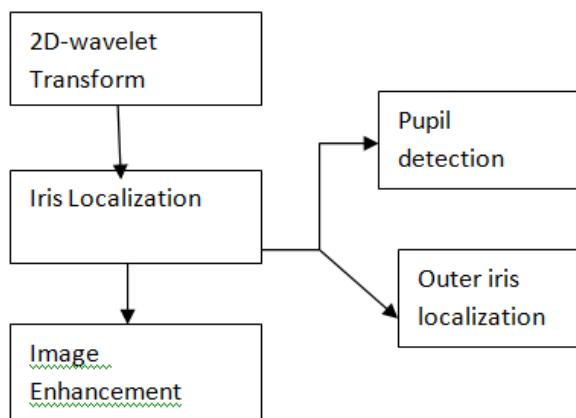 2D-wavelet
Transform
Pupil
detection
Iris Localization
Outer iris
localization
Image
Enhancement